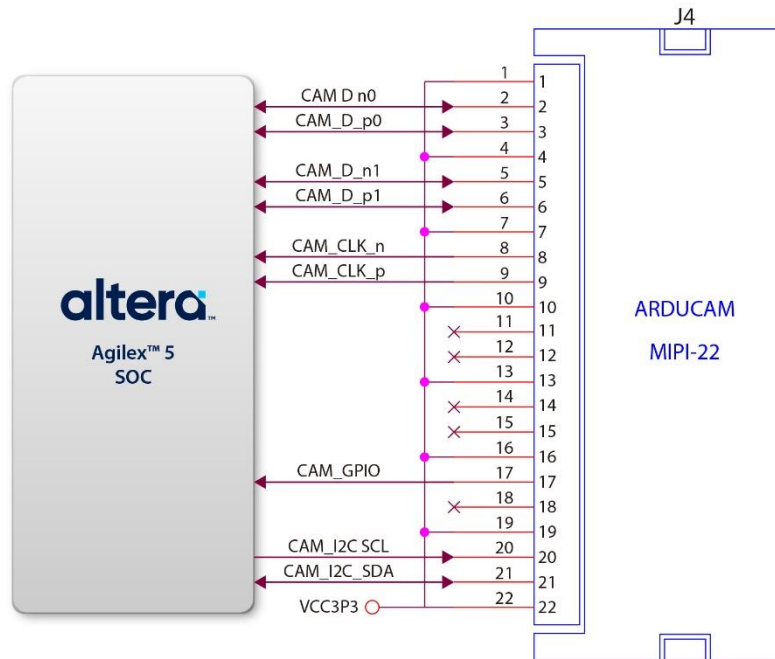 J4
1 1
CAM D n0 2 2
CAM_D_p0 3 3
4 4
CAM_D_n1 5 5
CAM_D_p1 6 6
7 7
CAM_CLK_n 8 8
CAM_CLK_p 9 9
10 10
altera™
ARDUCAM
11 11
Agilex™ 5
12 12
MIPI-22
SOC
13 13
14 14
15 15
16 16
CAM_GPIO 17 17
18 18
19 19
CAM_I2C SCL 20 20
CAM_I2C_SDA 21 21
VCC3P3 22 22